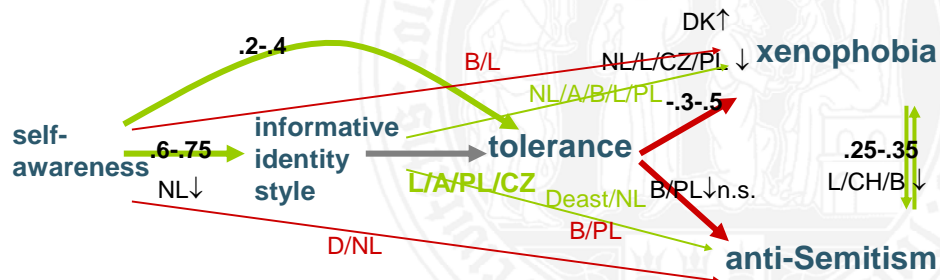 DK↑
.2-.4
B/L
NL/L/CZ/PL ↓
xenophobia
NL/A/B/L/PL
-.3-.5
self-
awareness
.6-.75
NL↓
informative
identity
style
tolerance
L/A/PL/CZ
.25-.35
L/CH/B ↓
B/PL↓n.s.
Deast/NL
B/PL
D/NL
anti-Semitism